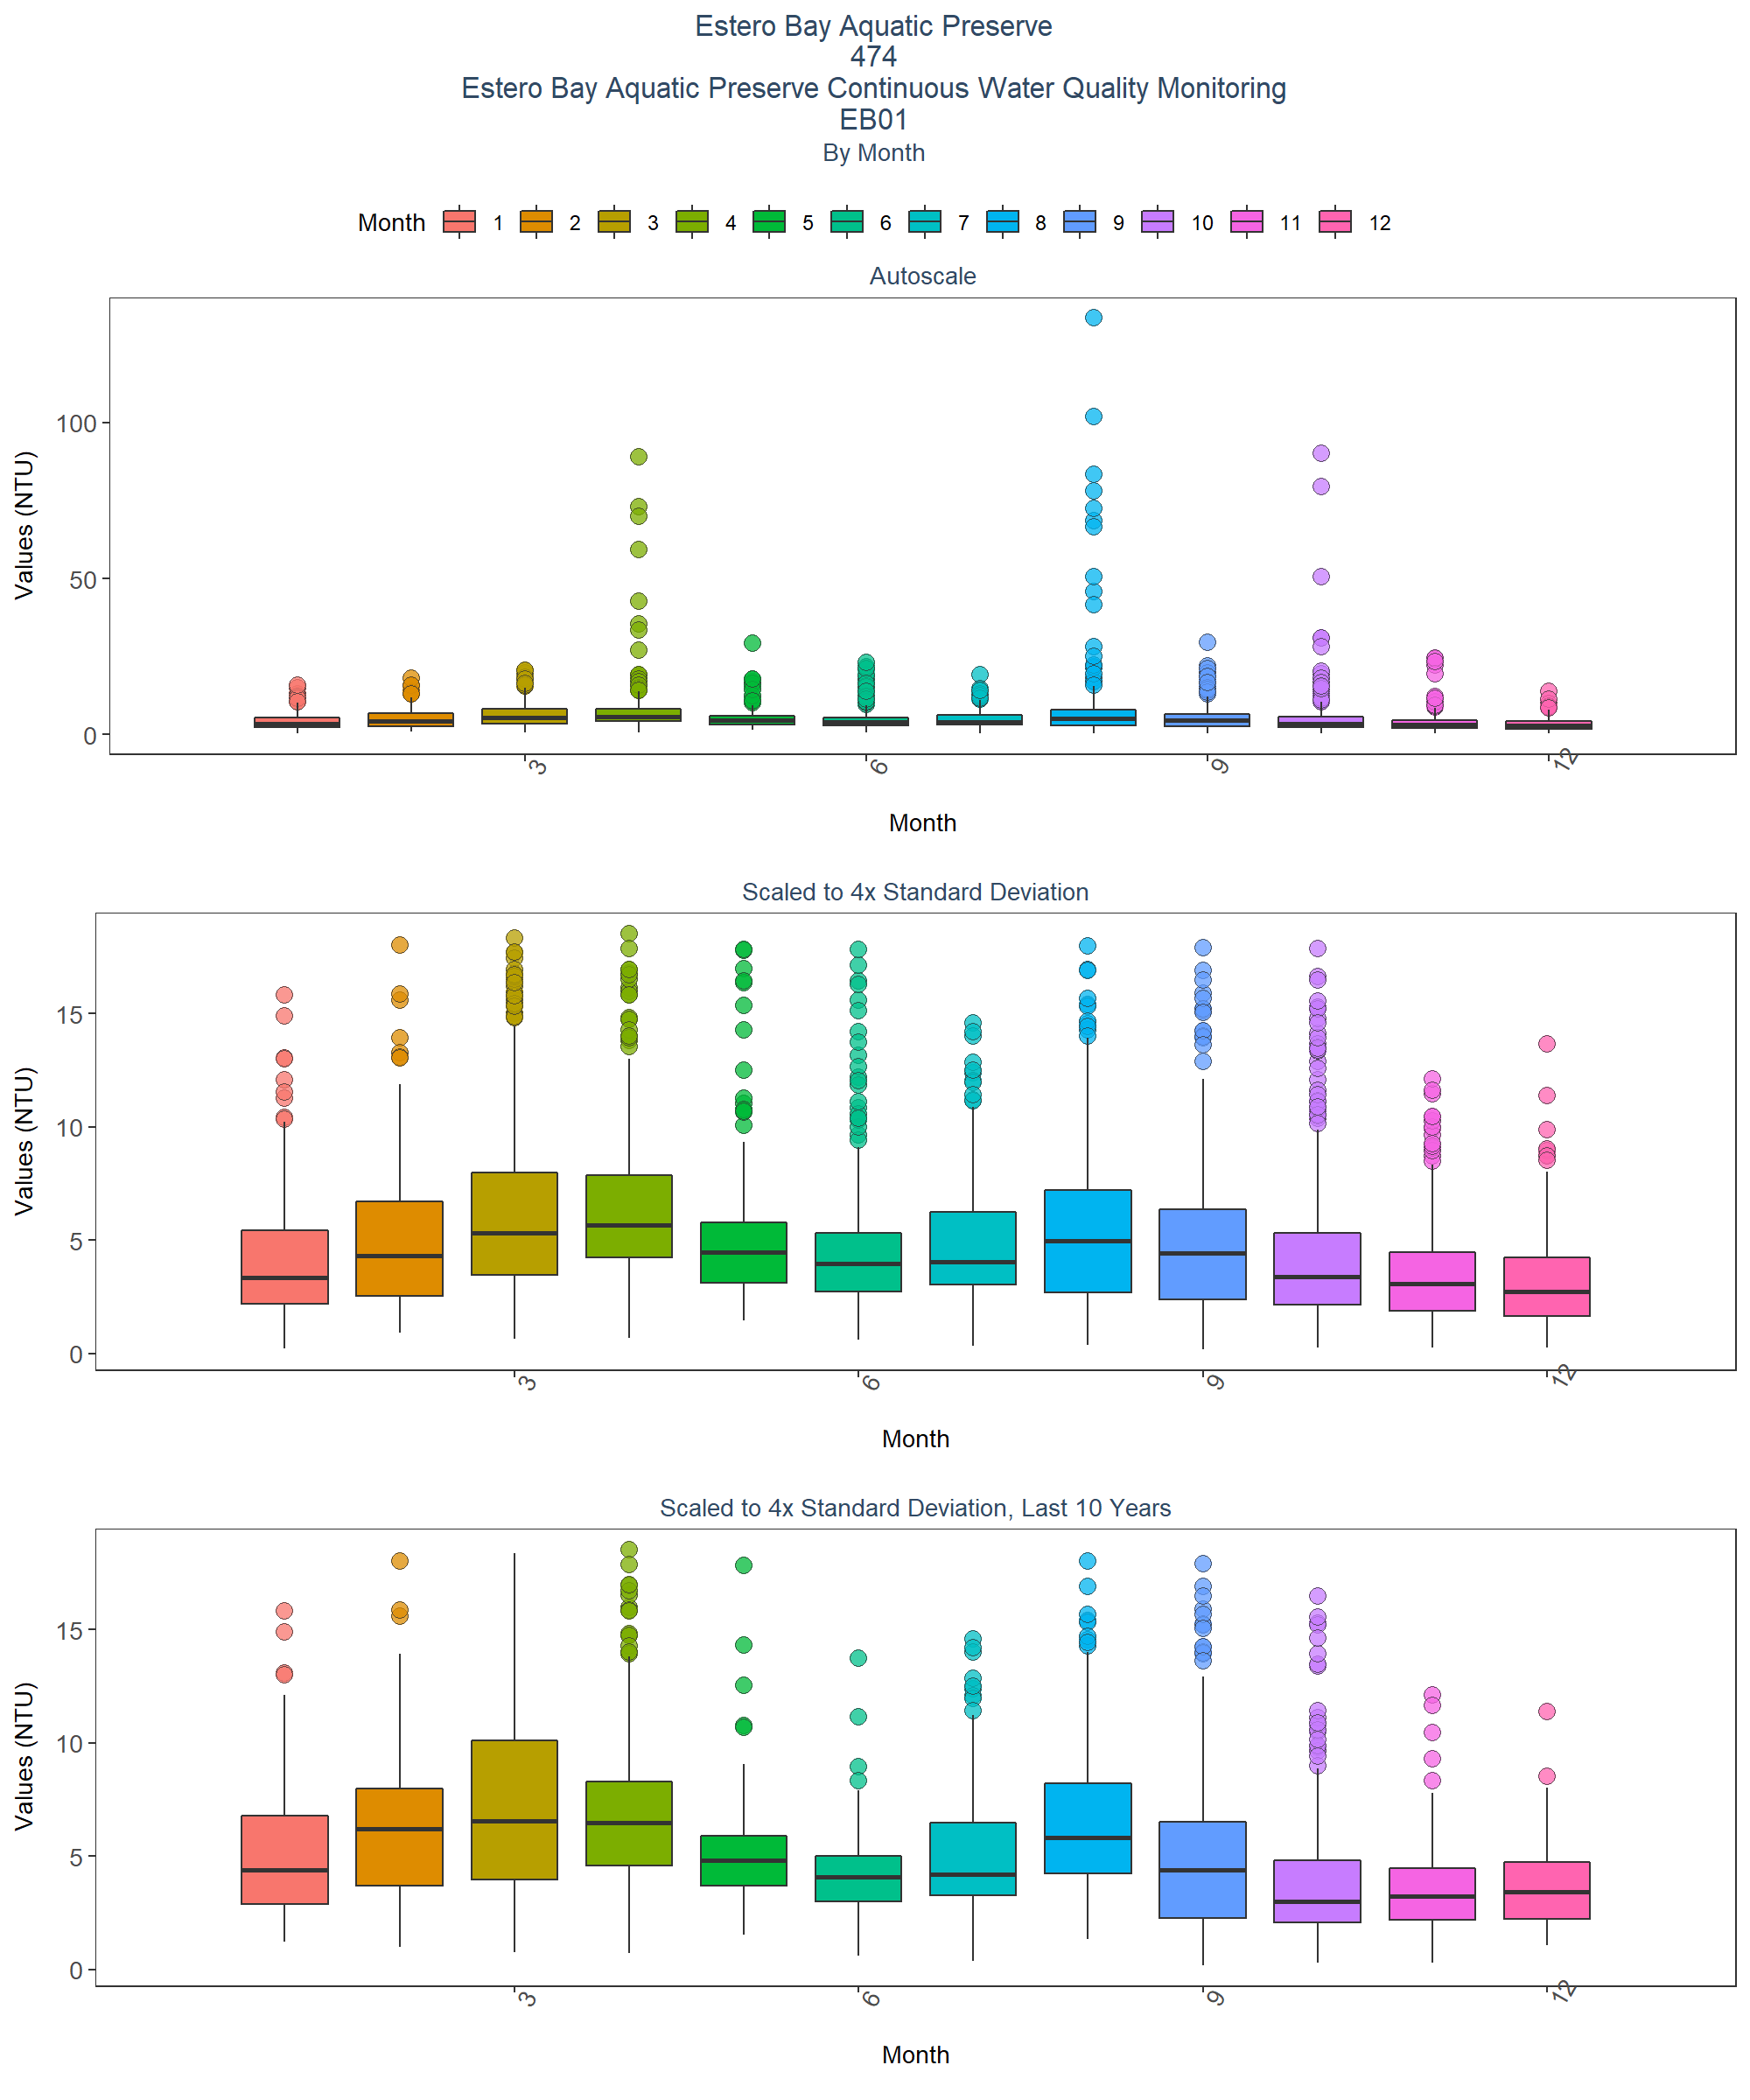 Estero Bay Aquatic Preserve
474
Estero Bay Aquatic Preserve Continuous Water Quality Monitoring
EB01
By Month
Month 1 2 3 4 5 6 7 8 9 10 11 12
Autoscale
Values (NTU)
100
50
0
3 6 9 12
Month
Scaled to 4x Standard Deviation
Values (NTU)
15
10
5
0
3 6 9 12
Month
Scaled to 4x Standard Deviation, Last 10 Years
Values (NTU)
15
10
5
0
3 6 9 12
Month